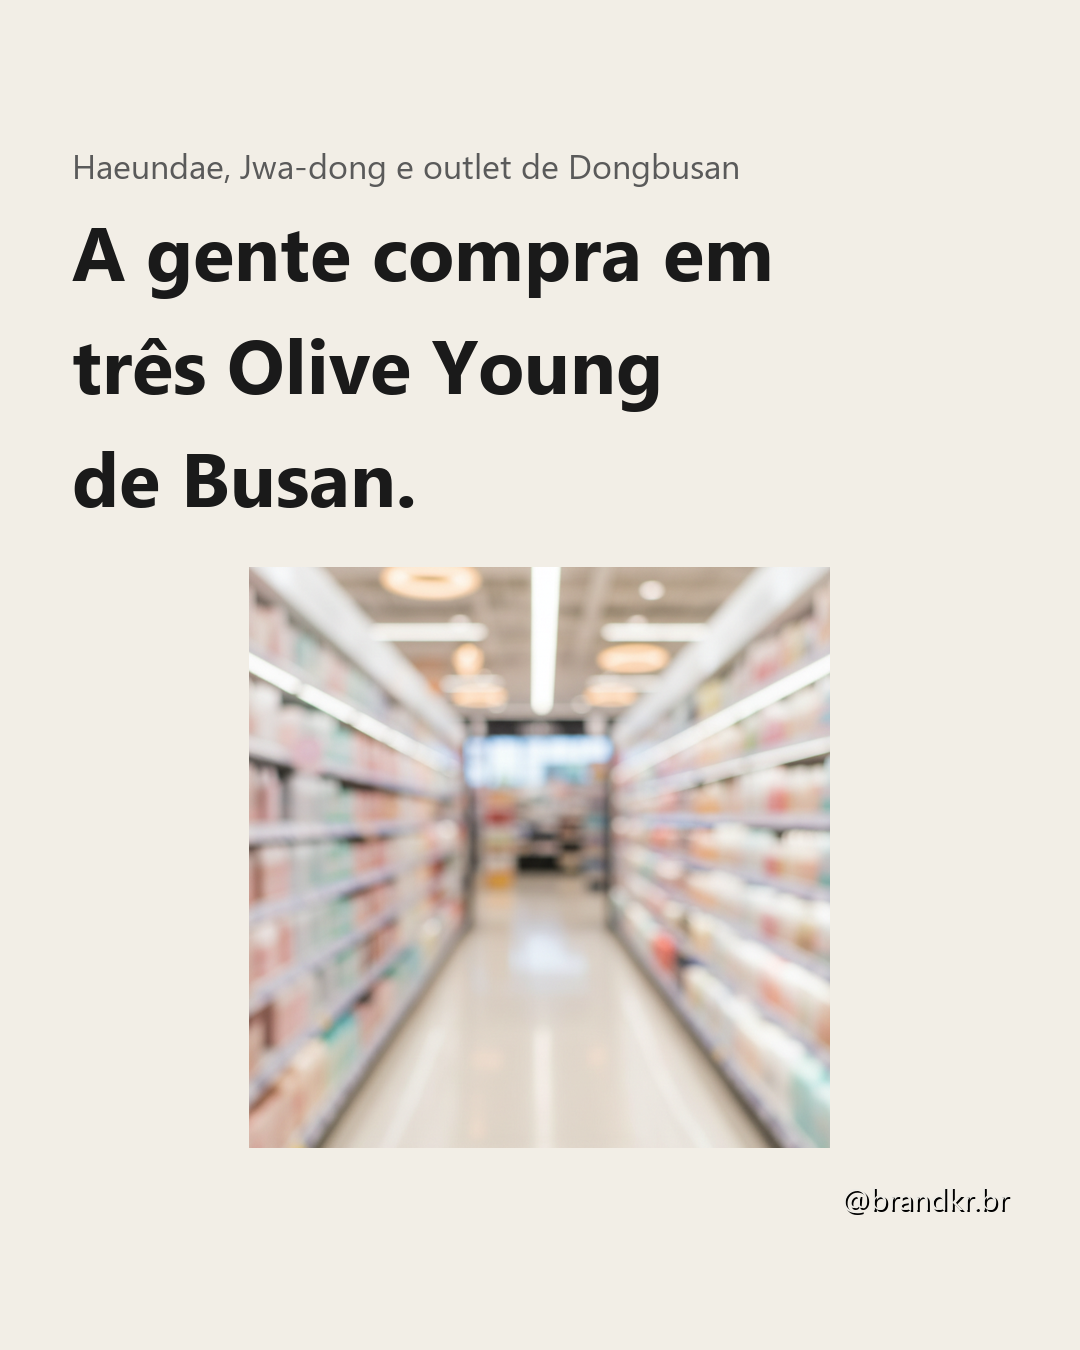 Haeundae, Jwa-dong e outlet de Dongbusan
A gente compra em
três Olive Young
de Busan.
@brandkr.br